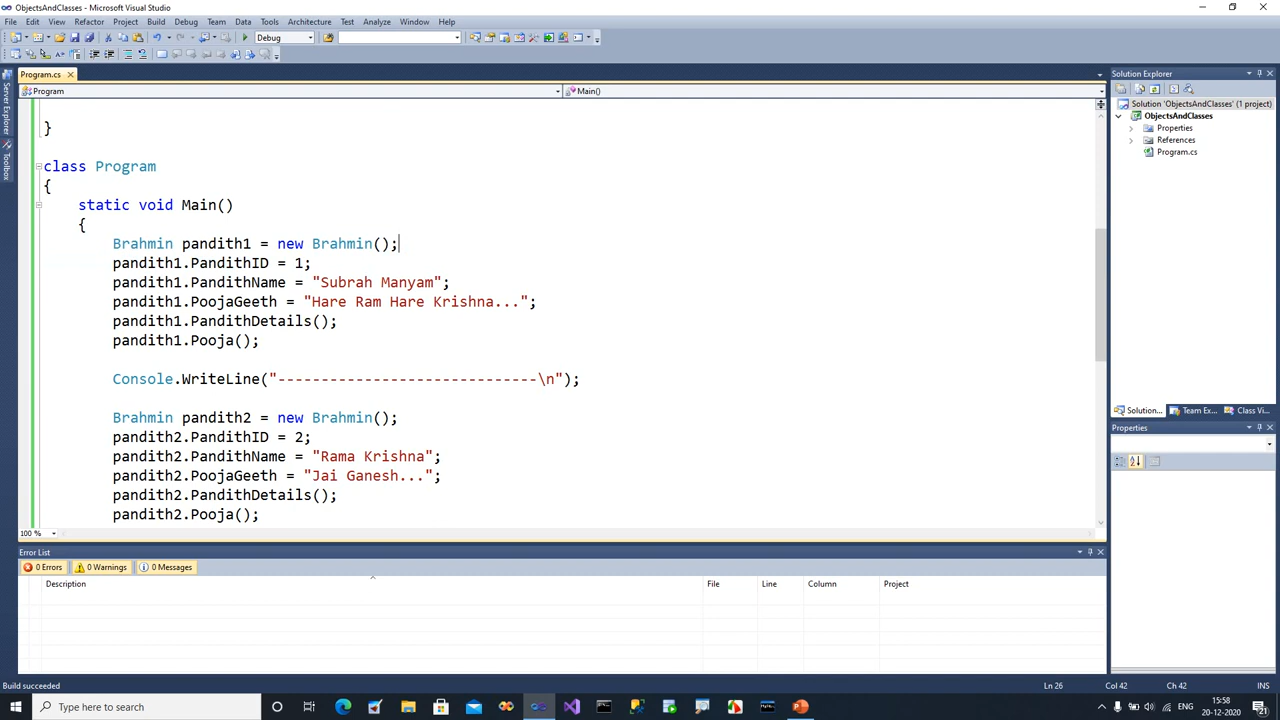 ObjectsAndClasses - Microsoft Visual Studio
File Edit View Refactor Project Build Debug Team Data Tools Architecture Test Analyze Window Help
Debug
Program.cs
Program Main()
}
class Program
{
static void Main()
{
Brahmin pandith1 = new Brahmin();
pandith1.PandithID = 1;
pandith1.PandithName = "Subrah Manyam";
pandith1.PoojaGeeth = "Hare Ram Hare Krishna...";
pandith1.PandithDetails();
pandith1.Pooja();
Console.WriteLine("------------------------------\n");
Brahmin pandith2 = new Brahmin();
pandith2.PandithID = 2;
pandith2.PandithName = "Rama Krishna";
pandith2.PoojaGeeth = "Jai Ganesh...";
pandith2.PandithDetails();
pandith2.Pooja();
100 %
Server Explorer
Toolbox
Solution Explorer
Solution 'ObjectsAndClasses' (1 project)
ObjectsAndClasses
Properties
References
Program.cs
Solution... Team Ex... Class Vi...
Properties
Error List
0 Errors 0 Warnings 0 Messages
Description File Line Column Project
Build succeeded Ln 26 Col 42 Ch 42 INS
Type here to search
ENG
15:58
20-12-2020
21